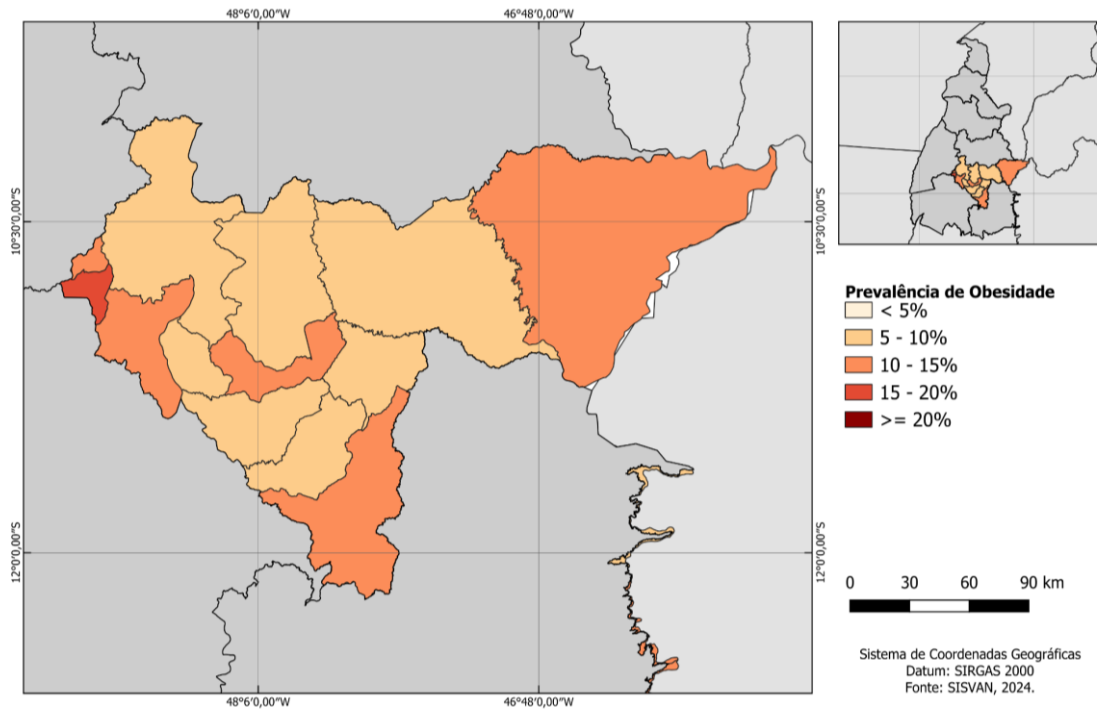 48°6'0,00"W
46°48'0,00"W
10°30'0,00"S
10°30'0,00"S
Prevalência de Obesidade
< 5%
5 - 10%
10 - 15%
15 - 20%
>= 20%
12°0'0,00"S
12°0'0,00"S
0 30 60 90 km
Sistema de Coordenadas Geográficas
Datum: SIRGAS 2000
Fonte: SISVAN, 2024.
48°6'0,00"W
46°48'0,00"W